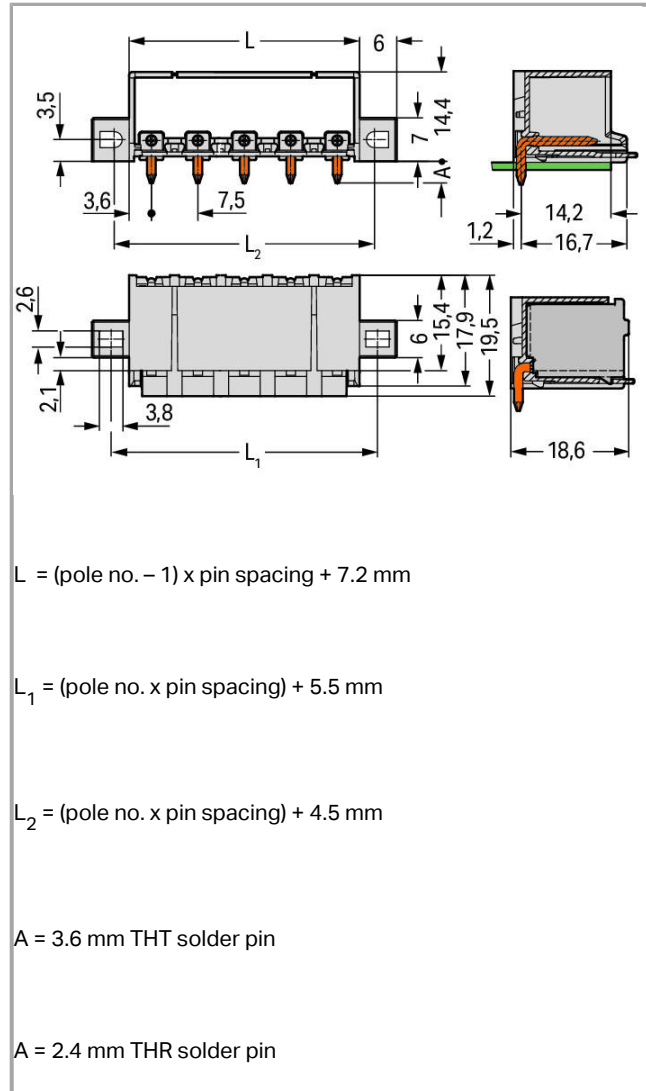 L
6
3,5
14,4
7
A
3,6
7,5
L₂
14,2
1,2
16,7
2,6
2,1
3,8
6
15,4
17,9
19,5
L₁
18,6
L = (pole no. – 1) x pin spacing + 7.2 mm
L₁ = (pole no. x pin spacing) + 5.5 mm
L₂ = (pole no. x pin spacing) + 4.5 mm
A = 3.6 mm THT solder pin
A = 2.4 mm THR solder pin